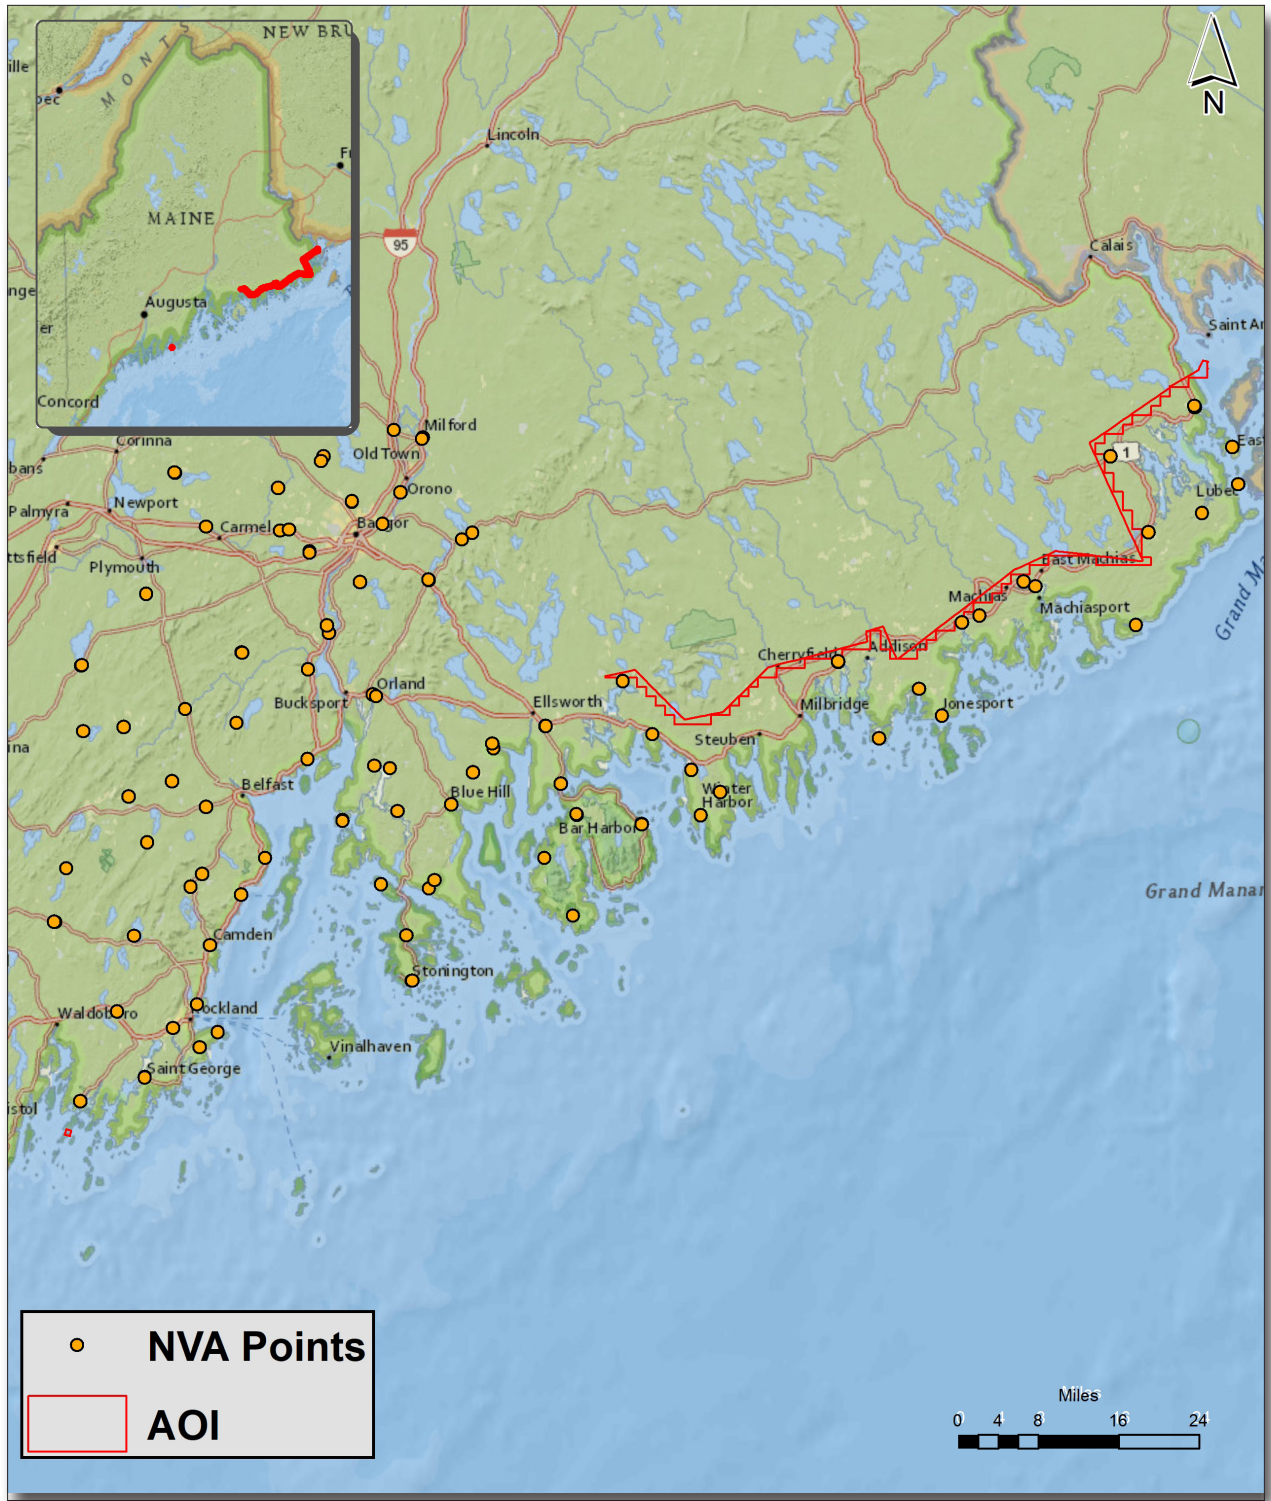 NEW BRU
ille
MONTS
bec
Fr
Lincoln
MAINE
95
Calais
nge
Augusta
Saint An
er
Concord
Milford
Corinna
Old Town
East
bans
1
Orono
Lubec
Newport
Palmyra
Carmel
Bangor
ttsfield
Plymouth
East Machias
Machias
Machiasport
Grand Ma
Addison
Cherryfield
Orland
Bucksport
Ellsworth
Milbridge
Jonesport
Steuben
ina
Belfast
Blue Hill
Winter
Harbor
Bar Harbor
Grand Manan
Camden
Stonington
Waldoboro
Rockland
Vinalhaven
Saint George
istol
N
NVA Points
AOI
Miles
0 4 8 16 24